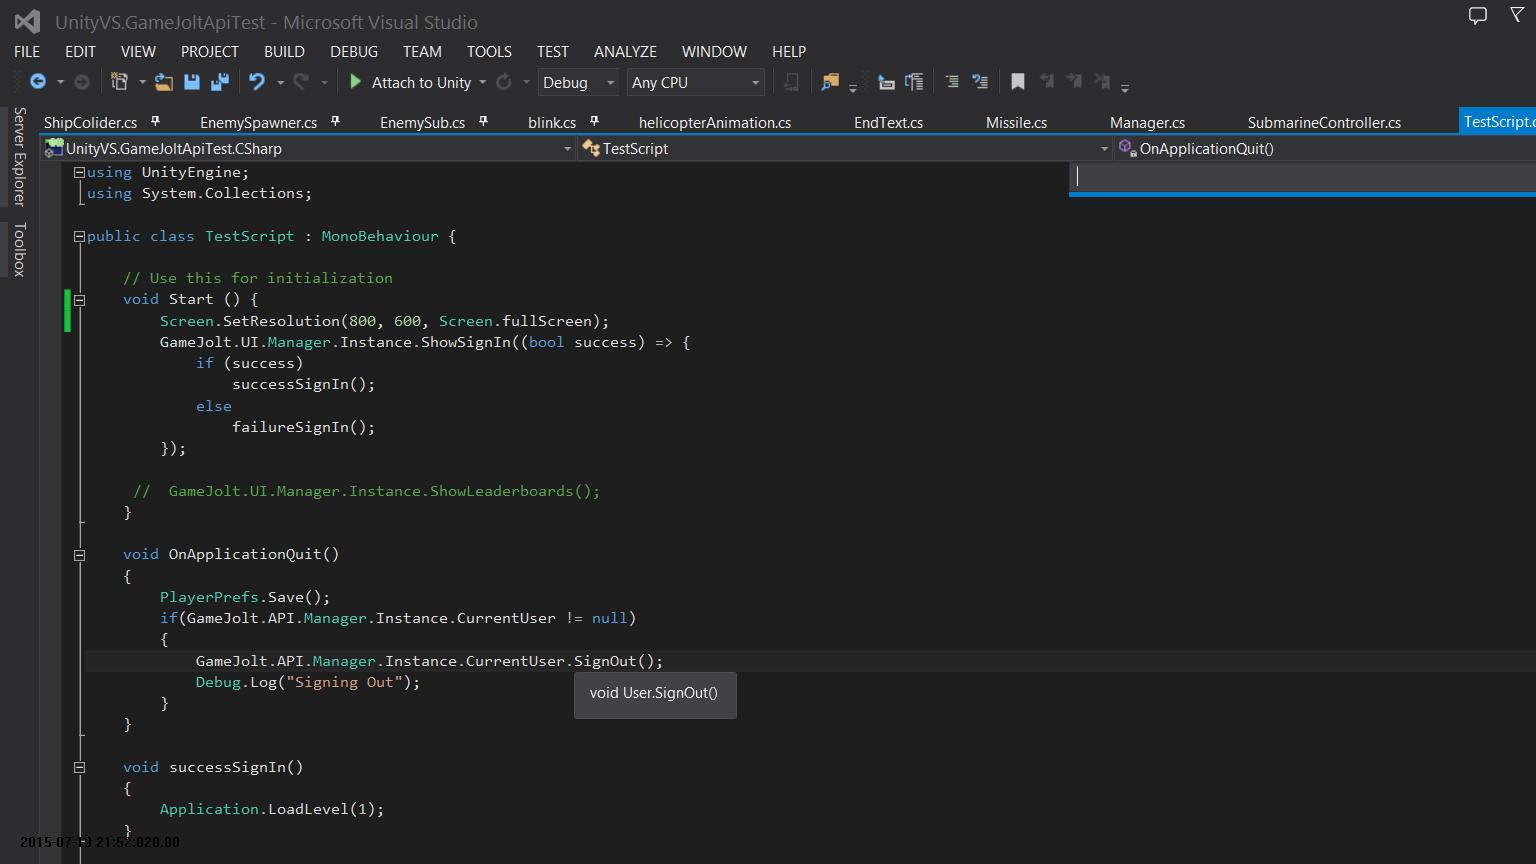 UnityVS.GameJoltApiTest - Microsoft Visual Studio
FILE EDIT VIEW PROJECT BUILD DEBUG TEAM TOOLS TEST ANALYZE WINDOW HELP
Attach to Unity Debug Any CPU
Server Explorer
Toolbox
ShipColider.cs EnemySpawner.cs EnemySub.cs blink.cs helicopterAnimation.cs EndText.cs Missile.cs Manager.cs SubmarineController.cs TestScript.c
UnityVS.GameJoltApiTest.CSharp TestScript OnApplicationQuit()
using UnityEngine;
using System.Collections;
public class TestScript : MonoBehaviour {
// Use this for initialization
void Start () {
Screen.SetResolution(800, 600, Screen.fullScreen);
GameJolt.UI.Manager.Instance.ShowSignIn((bool success) => {
if (success)
successSignIn();
else
failureSignIn();
});
// GameJolt.UI.Manager.Instance.ShowLeaderboards();
}
void OnApplicationQuit()
{
PlayerPrefs.Save();
if(GameJolt.API.Manager.Instance.CurrentUser != null)
{
GameJolt.API.Manager.Instance.CurrentUser.SignOut();
Debug.Log("Signing Out");
void User.SignOut()
}
}
void successSignIn()
{
Application.LoadLevel(1);
}
2015-07-19 21:52:020.00